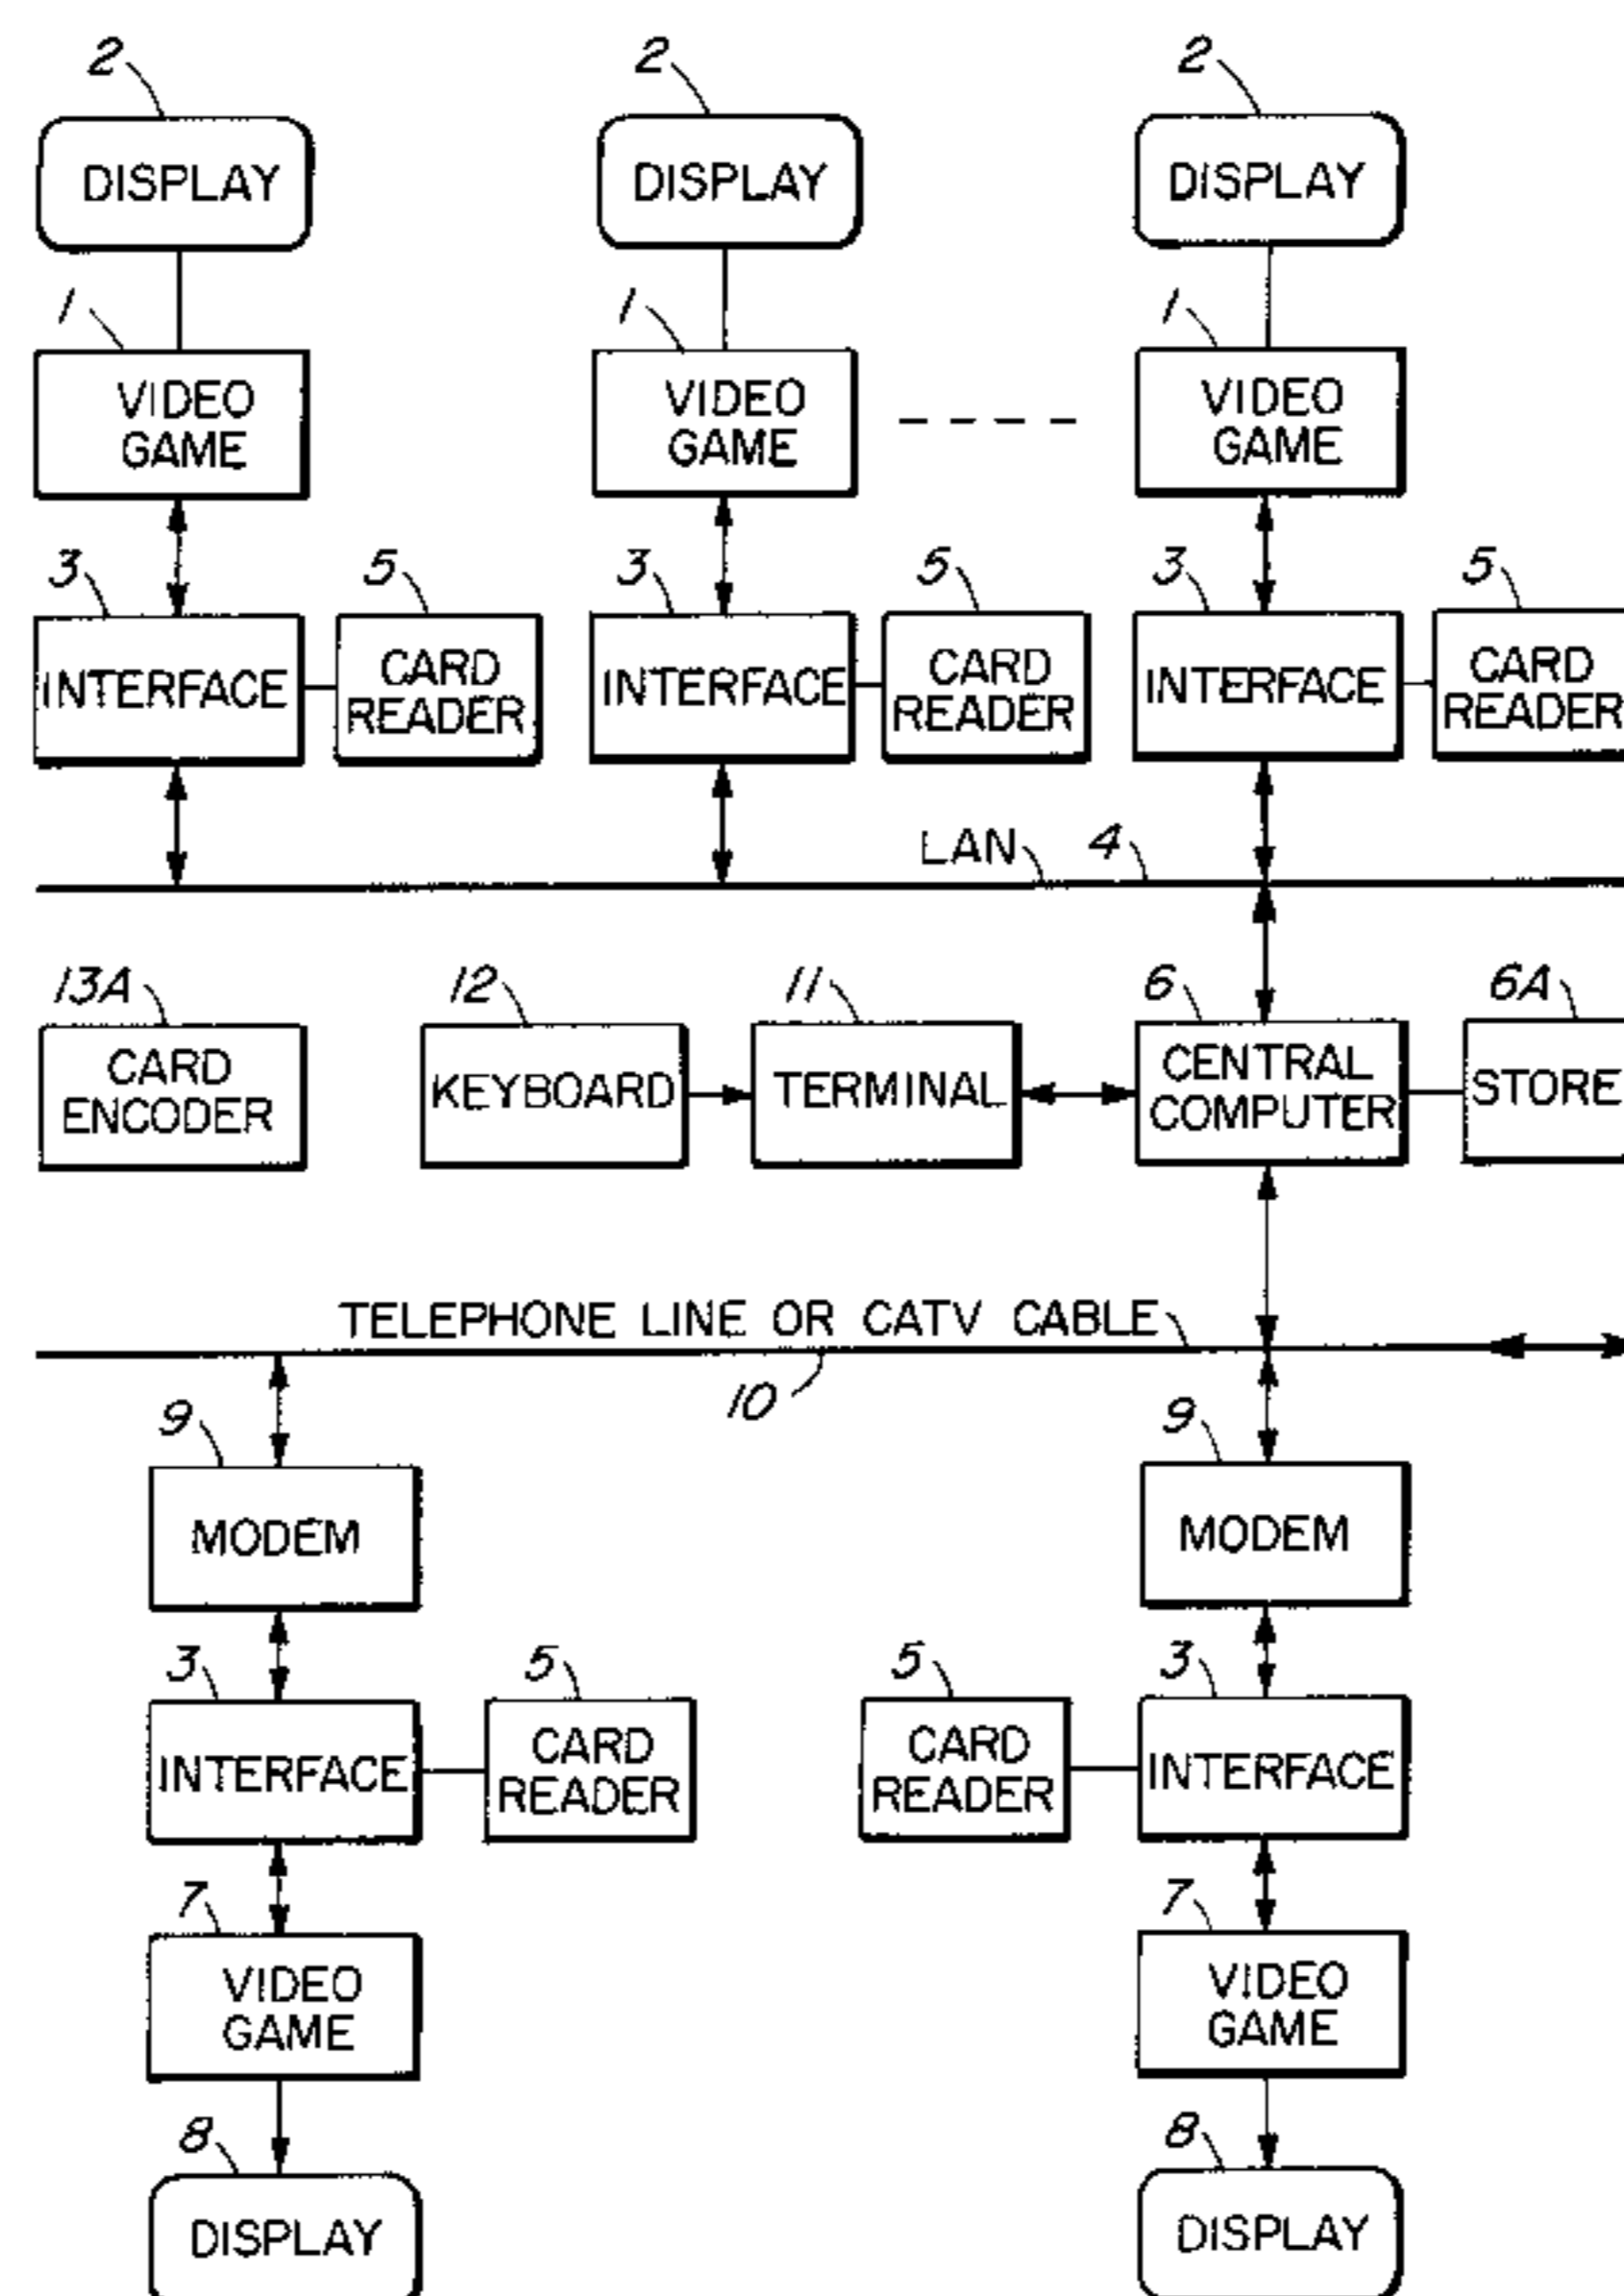 2 2 2
DISPLAY DISPLAY DISPLAY
1 1 1
VIDEO GAME VIDEO GAME VIDEO GAME
3 5 3 5 3 5
INTERFACE CARD READER INTERFACE CARD READER INTERFACE CARD READER
LAN 4
13A 12 11 6 6A
CARD ENCODER KEYBOARD TERMINAL CENTRAL COMPUTER STORE
TELEPHONE LINE OR CATV CABLE
10
9 9
MODEM MODEM
3 5 5 3
INTERFACE CARD READER CARD READER INTERFACE
7 7
VIDEO GAME VIDEO GAME
8 8
DISPLAY DISPLAY